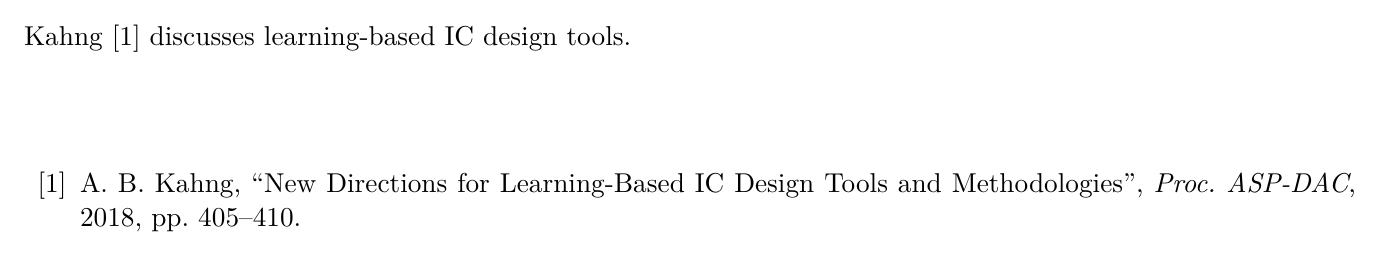 Kahng [1] discusses learning-based IC design tools.
[1] A. B. Kahng, “New Directions for Learning-Based IC Design Tools and Methodologies”, Proc. ASP-DAC,
2018, pp. 405–410.